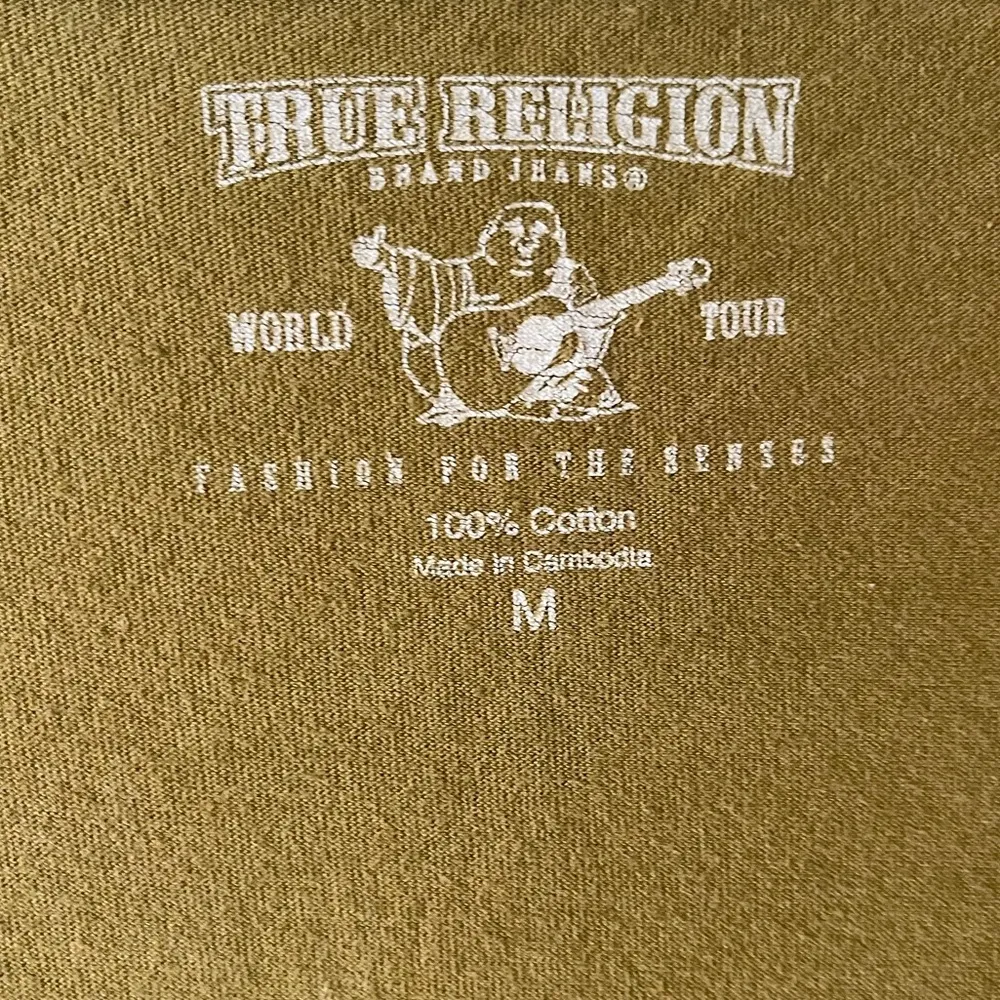 TRUE RELIGION
BRAND JEANS®
WORLD TOUR
FASHION FOR THE SENSES
100% Cotton
Made in Cambodia
M